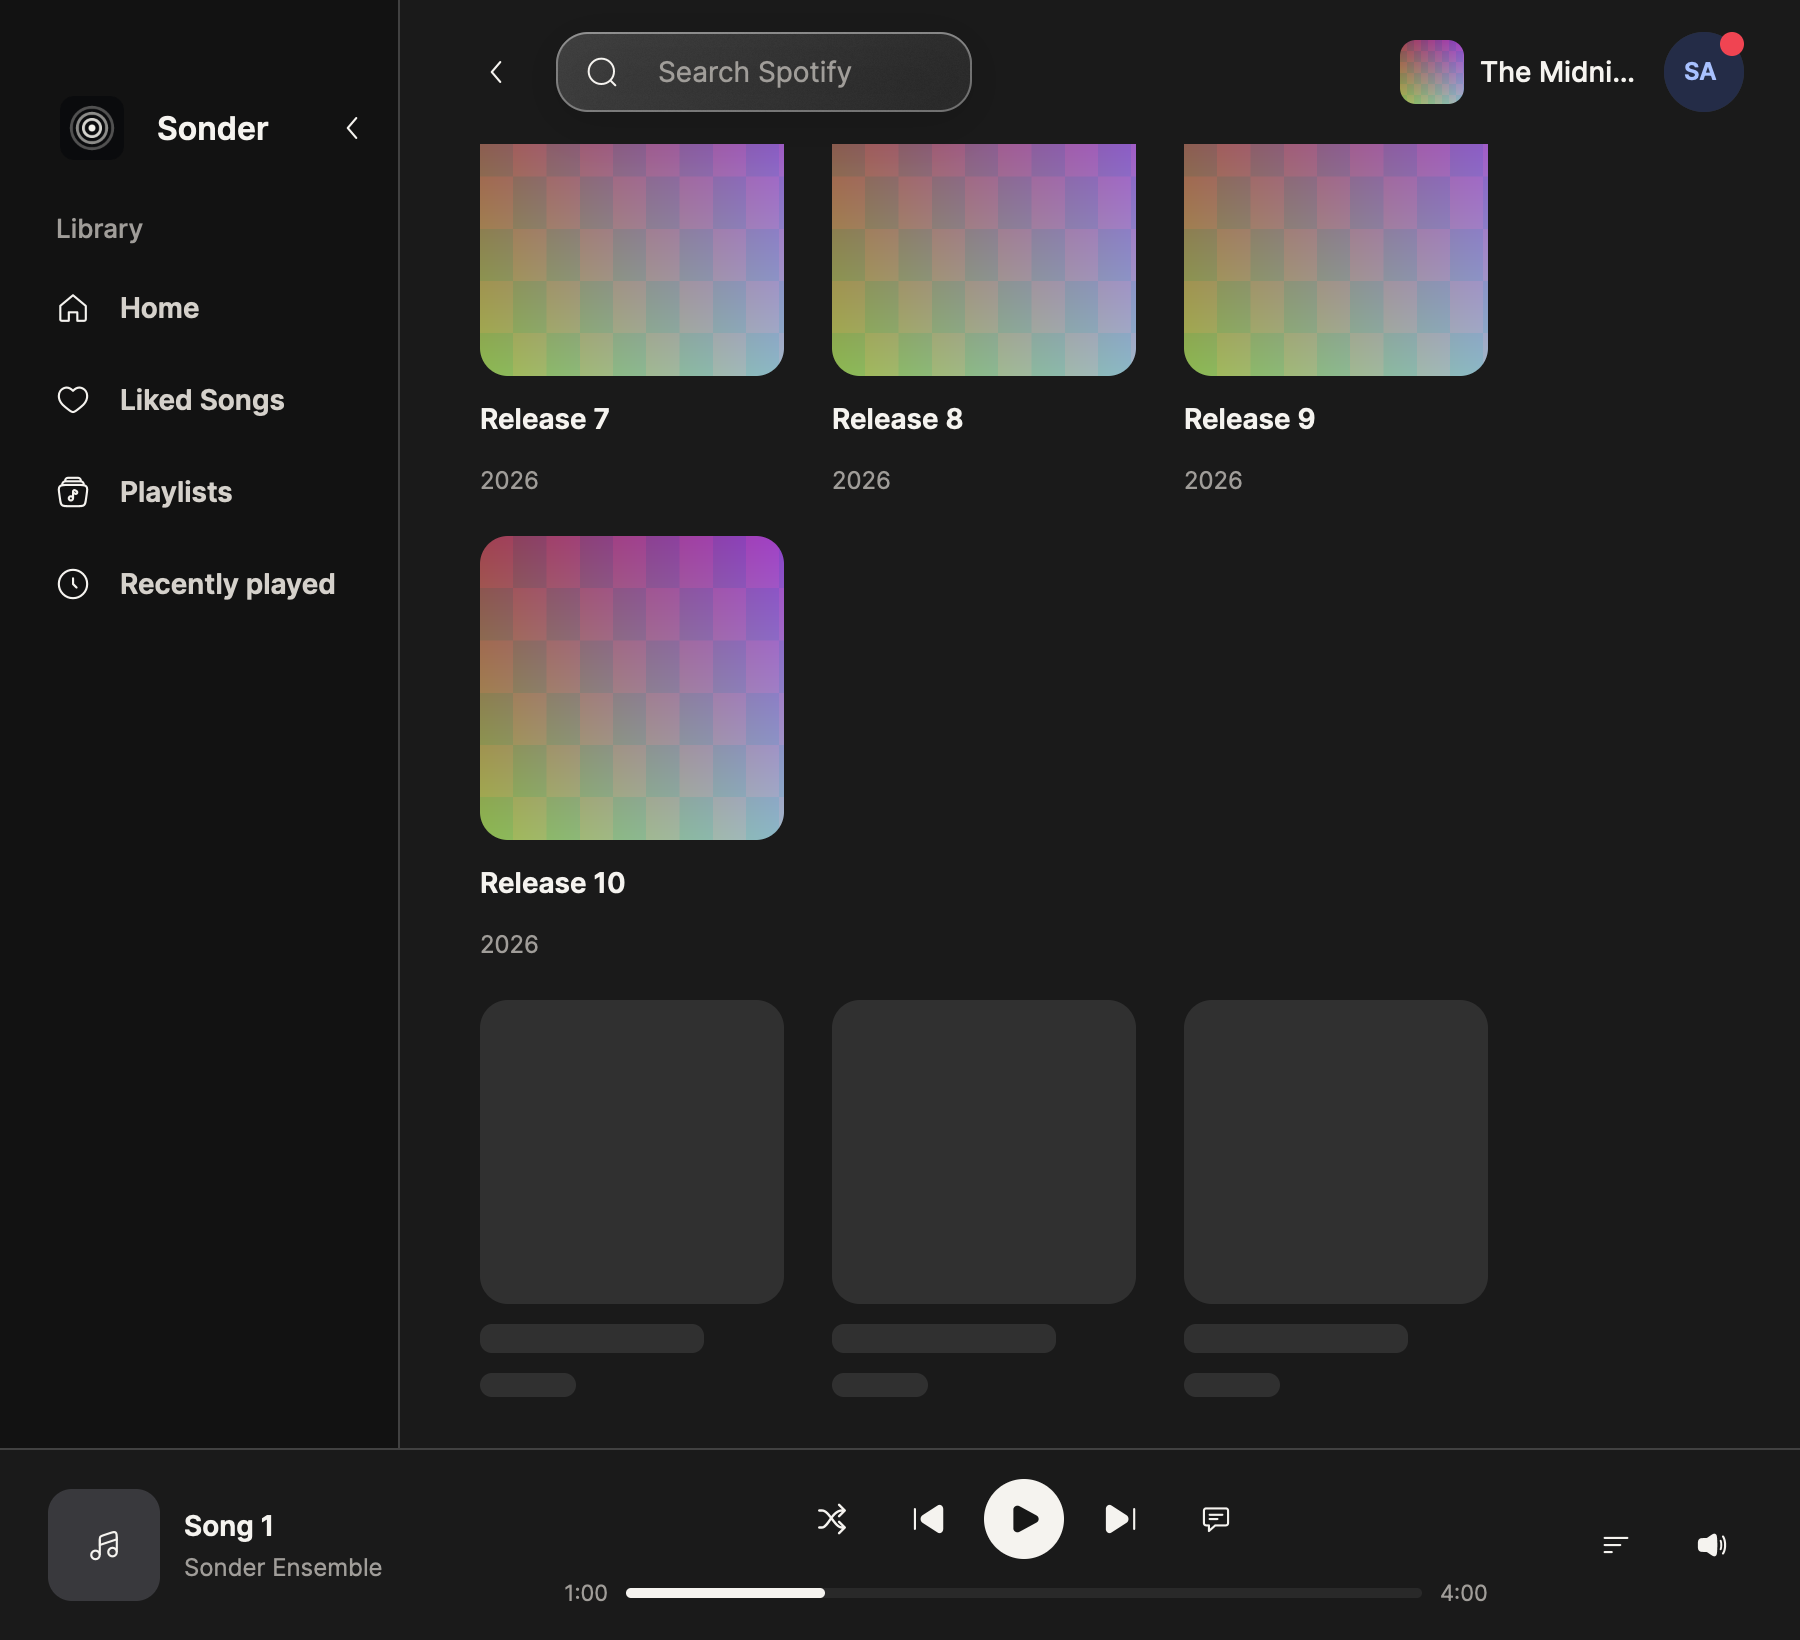 Search Spotify
The Midni...
SA
Sonder
Library
Home
Liked Songs
Playlists
Recently played
Release 7
2026
Release 8
2026
Release 9
2026
Release 10
2026
Song 1
Sonder Ensemble
1:00
4:00